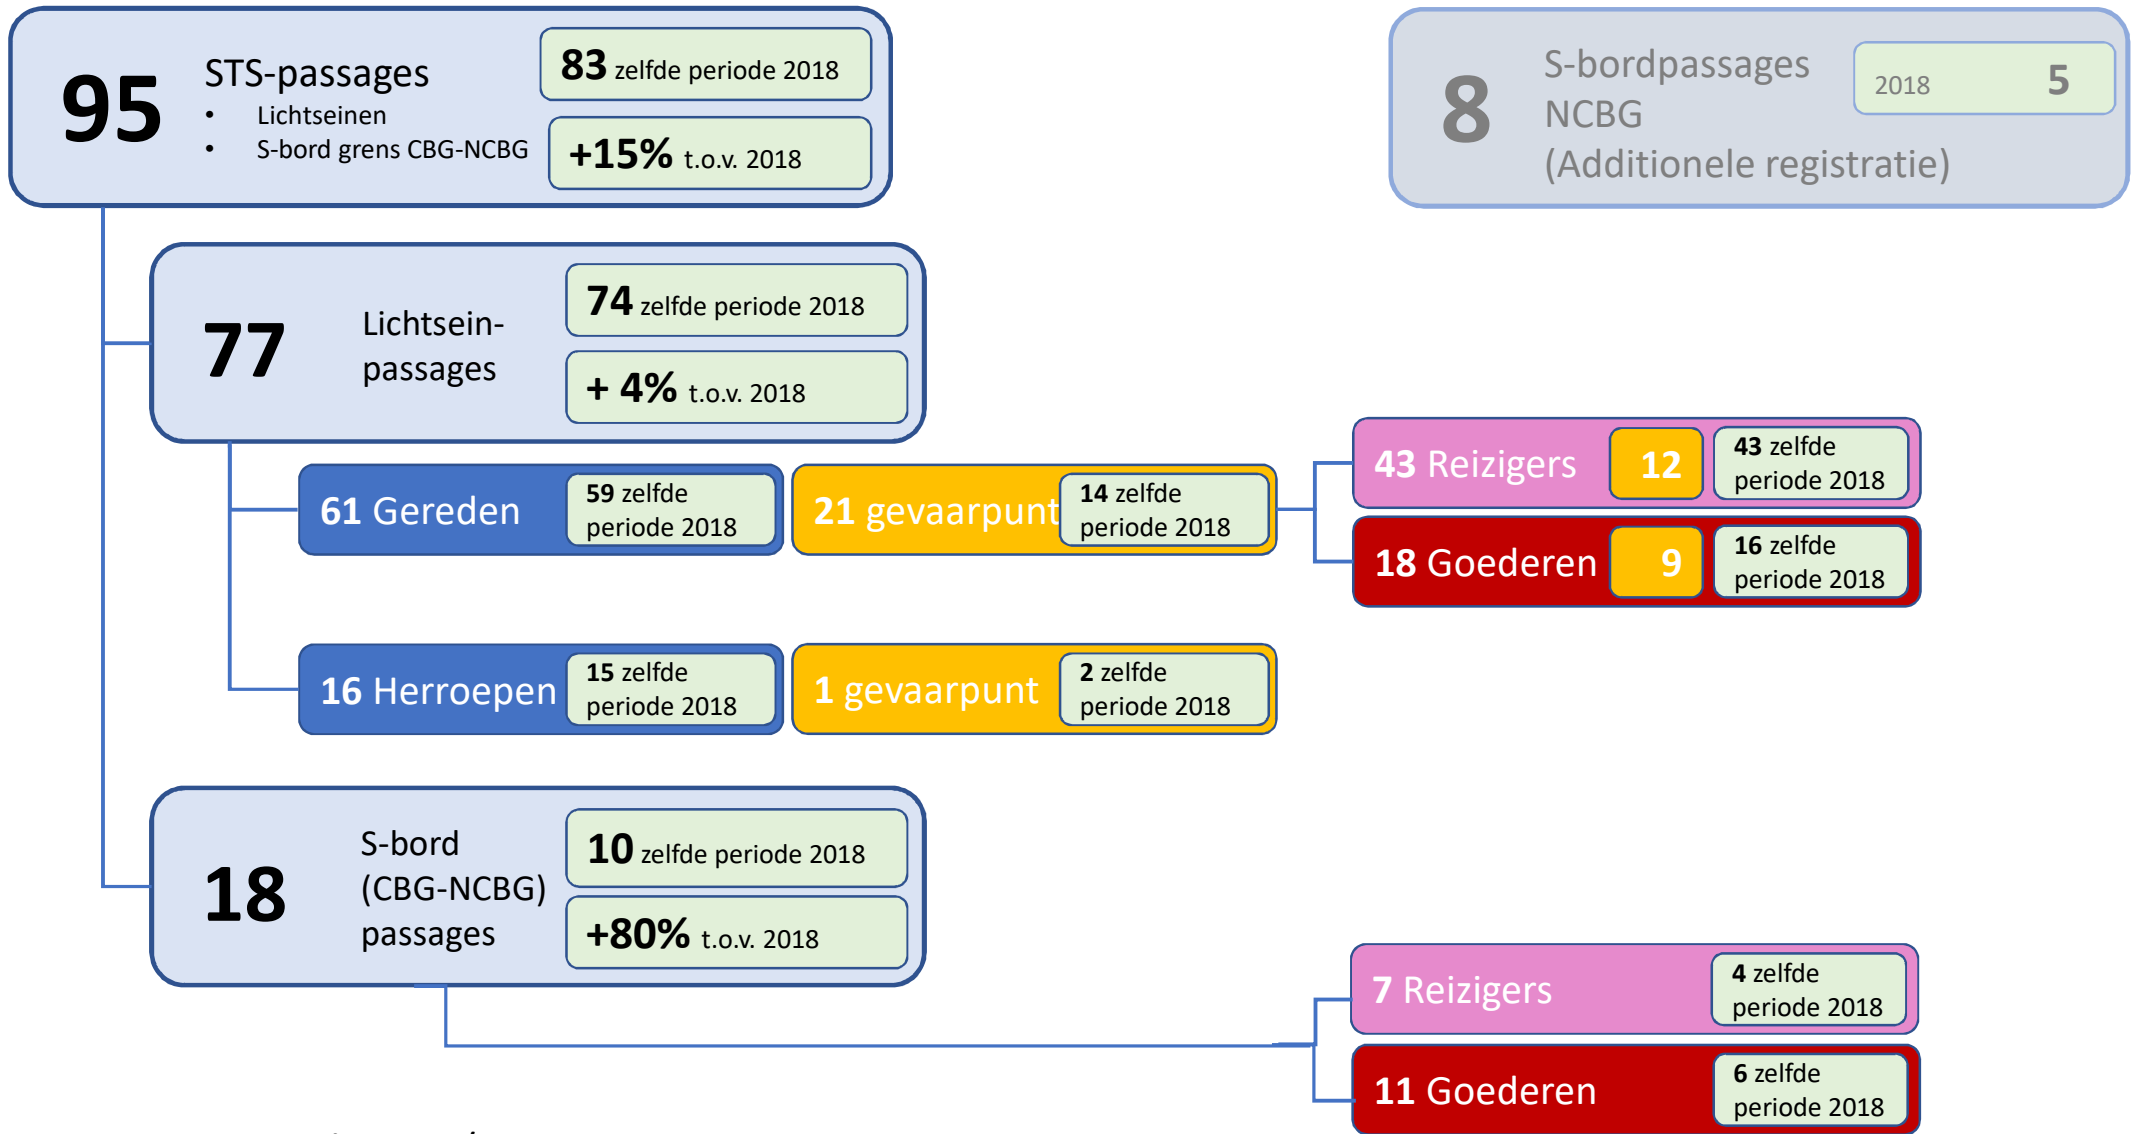 95
STS-passages
• Lichtseinen
• S-bord grens CBG-NCBG
83 zelfde periode 2018
+15% t.o.v. 2018
8
S-bordpassages
NCBG
(Additionele registratie)
2018 5
77
Lichtsein-
passages
74 zelfde periode 2018
+ 4% t.o.v. 2018
61 Gereden
59 zelfde
periode 2018
21 gevaarpunt
14 zelfde
periode 2018
43 Reizigers
12
43 zelfde
periode 2018
18 Goederen
9
16 zelfde
periode 2018
16 Herroepen
15 zelfde
periode 2018
1 gevaarpunt
2 zelfde
periode 2018
18
S-bord
(CBG-NCBG)
passages
10 zelfde periode 2018
+80% t.o.v. 2018
7 Reizigers
4 zelfde
periode 2018
11 Goederen
6 zelfde
periode 2018